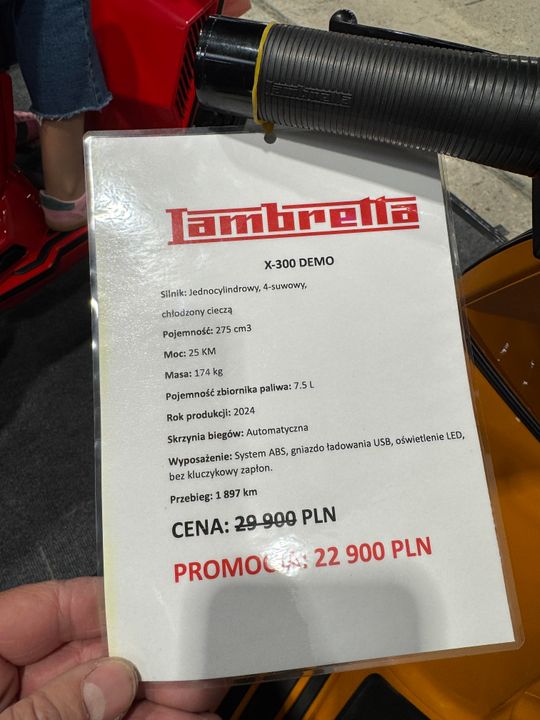 Lambretta
Lambretta
X-300 DEMO
Silnik: Jednocylindrowy, 4-suwowy,
chłodzony cieczą
Pojemność: 275 cm3
Moc: 25 KM
Masa: 174 kg
Pojemność zbiornika paliwa: 7.5 L
Rok produkcji: 2024
Skrzynia biegów: Automatyczna
Wyposażenie: System ABS, gniazdo ładowania USB, oświetlenie LED,
bez kluczykowy zapłon.
Przebieg: 1 897 km
CENA: 29 900 PLN
PROMOCJA: 22 900 PLN